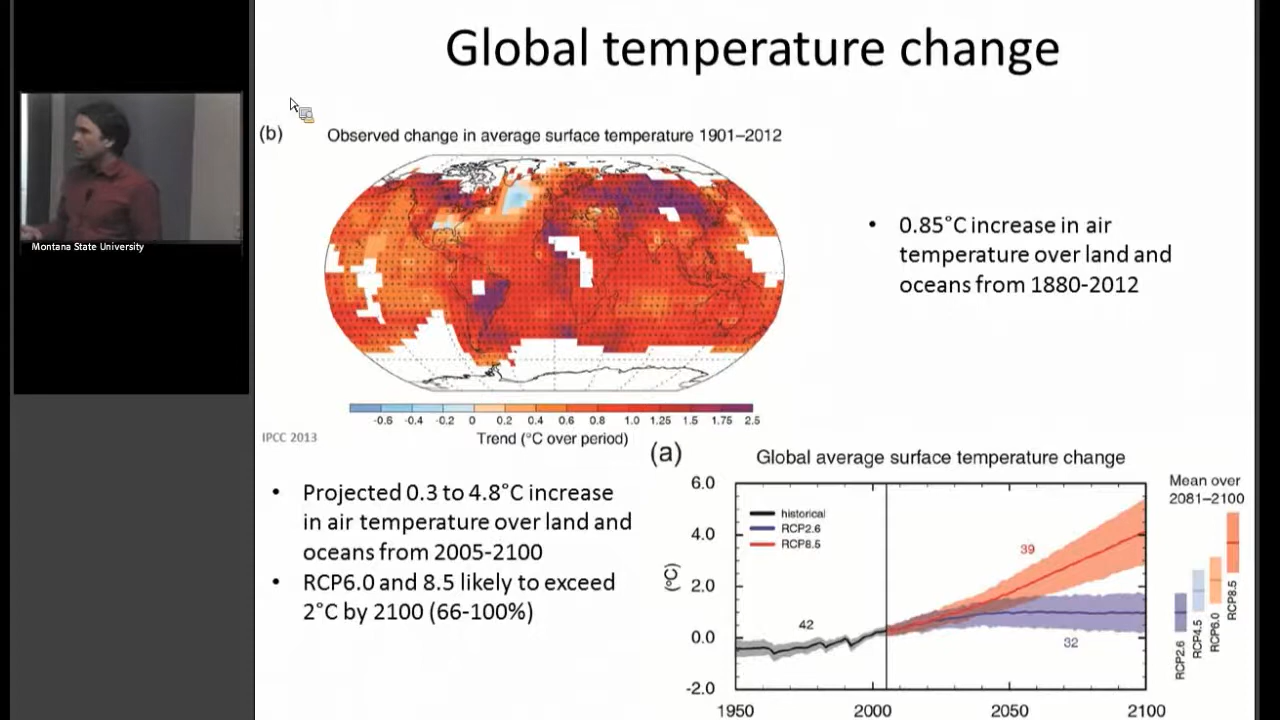 Global temperature change
Montana State University
(b)
Observed change in average surface temperature 1901–2012
-0.6 -0.4 -0.2 0 0.2 0.4 0.6 0.8 1.0 1.25 1.5 1.75 2.5
Trend (°C over period)
IPCC 2013
• 0.85°C increase in air
temperature over land and
oceans from 1880-2012
• Projected 0.3 to 4.8°C increase
in air temperature over land and
oceans from 2005-2100
• RCP6.0 and 8.5 likely to exceed
2°C by 2100 (66-100%)
(a)
Global average surface temperature change
Mean over
2081–2100
6.0
4.0
2.0
0.0
-2.0
(°C)
historical
RCP2.6
RCP8.5
42
39
32
1950 2000 2050 2100
RCP2.6
RCP4.5
RCP6.0
RCP8.5